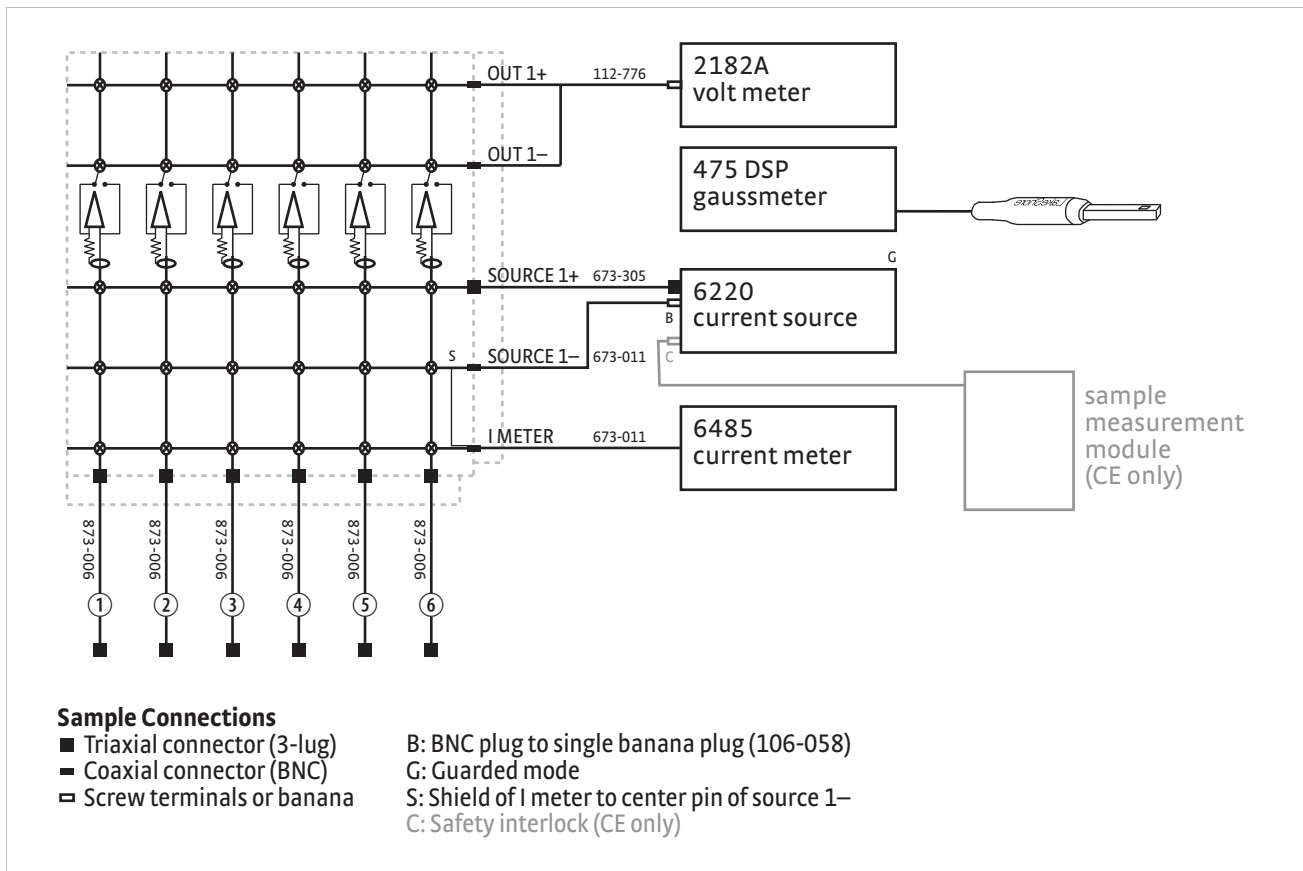 OUT 1+
112-776
2182A
volt meter
OUT 1–
475 DSP
gaussmeter
Lakeshore
G
SOURCE 1+
673-305
6220
current source
B
S
SOURCE 1–
673-011
C
sample
measurement
module
(CE only)
I METER
673-011
6485
current meter
873-006
873-006
873-006
873-006
873-006
873-006
1
2
3
4
5
6
Sample Connections
Triaxial connector (3-lug)
Coaxial connector (BNC)
Screw terminals or banana
B: BNC plug to single banana plug (106-058)
G: Guarded mode
S: Shield of I meter to center pin of source 1–
C: Safety interlock (CE only)